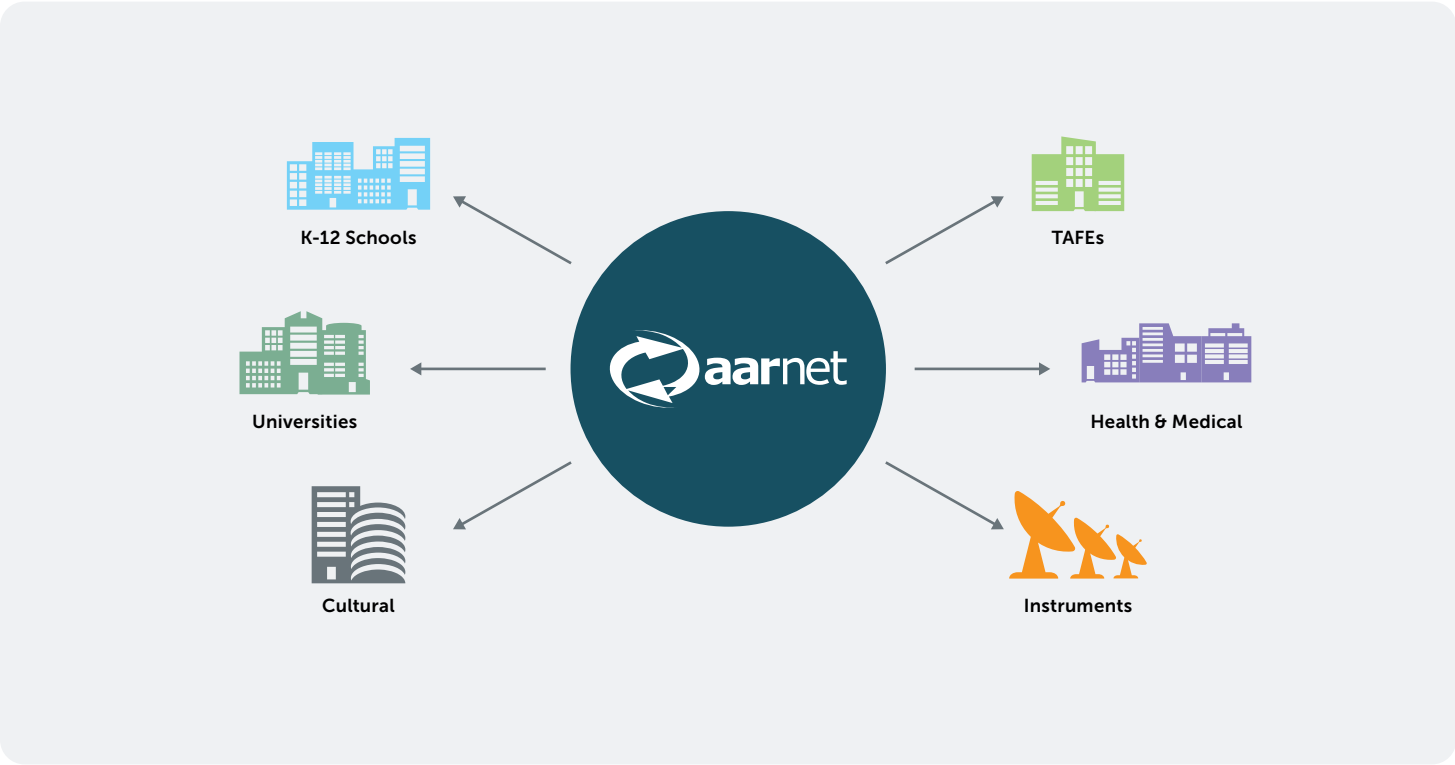 K-12 Schools
TAFEs
aarnet
Universities
Health & Medical
Cultural
Instruments